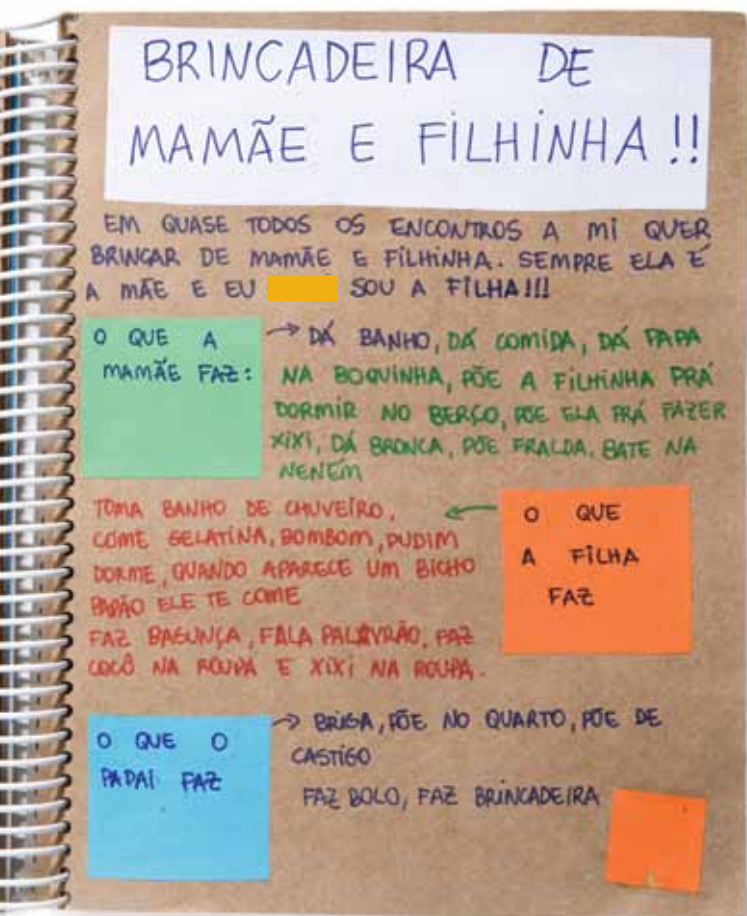 BRINCADEIRA DE
MAMÃE E FILHINHA!!
EM QUASE TODOS OS ENCONTROS A MI QUER
BRINCAR DE MAMÃE E FILHINHA. SEMPRE ELA É
A MÃE E EU SOU A FILHA!!!
O QUE A
MAMÃE FAZ:
→ DÁ BANHO, DÁ COMIDA, DÁ PAPA
NA BOQUINHA, PÕE A FILHINHA PRÁ
DORMIR NO BERÇO, PÕE ELA PRÁ FAZER
XIXI, DÁ BRONCA, PÕE FRALDA. BATE NA
NENEM
O QUE
A FILHA
FAZ
TOMA BANHO DE CHUVEIRO,
COME GELATINA, BOMBOM, PUDIM
DORME, QUANDO APARECE UM BICHO
PAPÃO ELE TE COME
FAZ BAGUNÇA, FALA PALAVRÃO, FAZ
COCÔ NA ROUPA E XIXI NA ROUPA.
O QUE O
PAPAI FAZ
→ BRIGA, PÕE NO QUARTO, PÕE DE
CASTIGO
FAZ BOLO, FAZ BRINCADEIRA